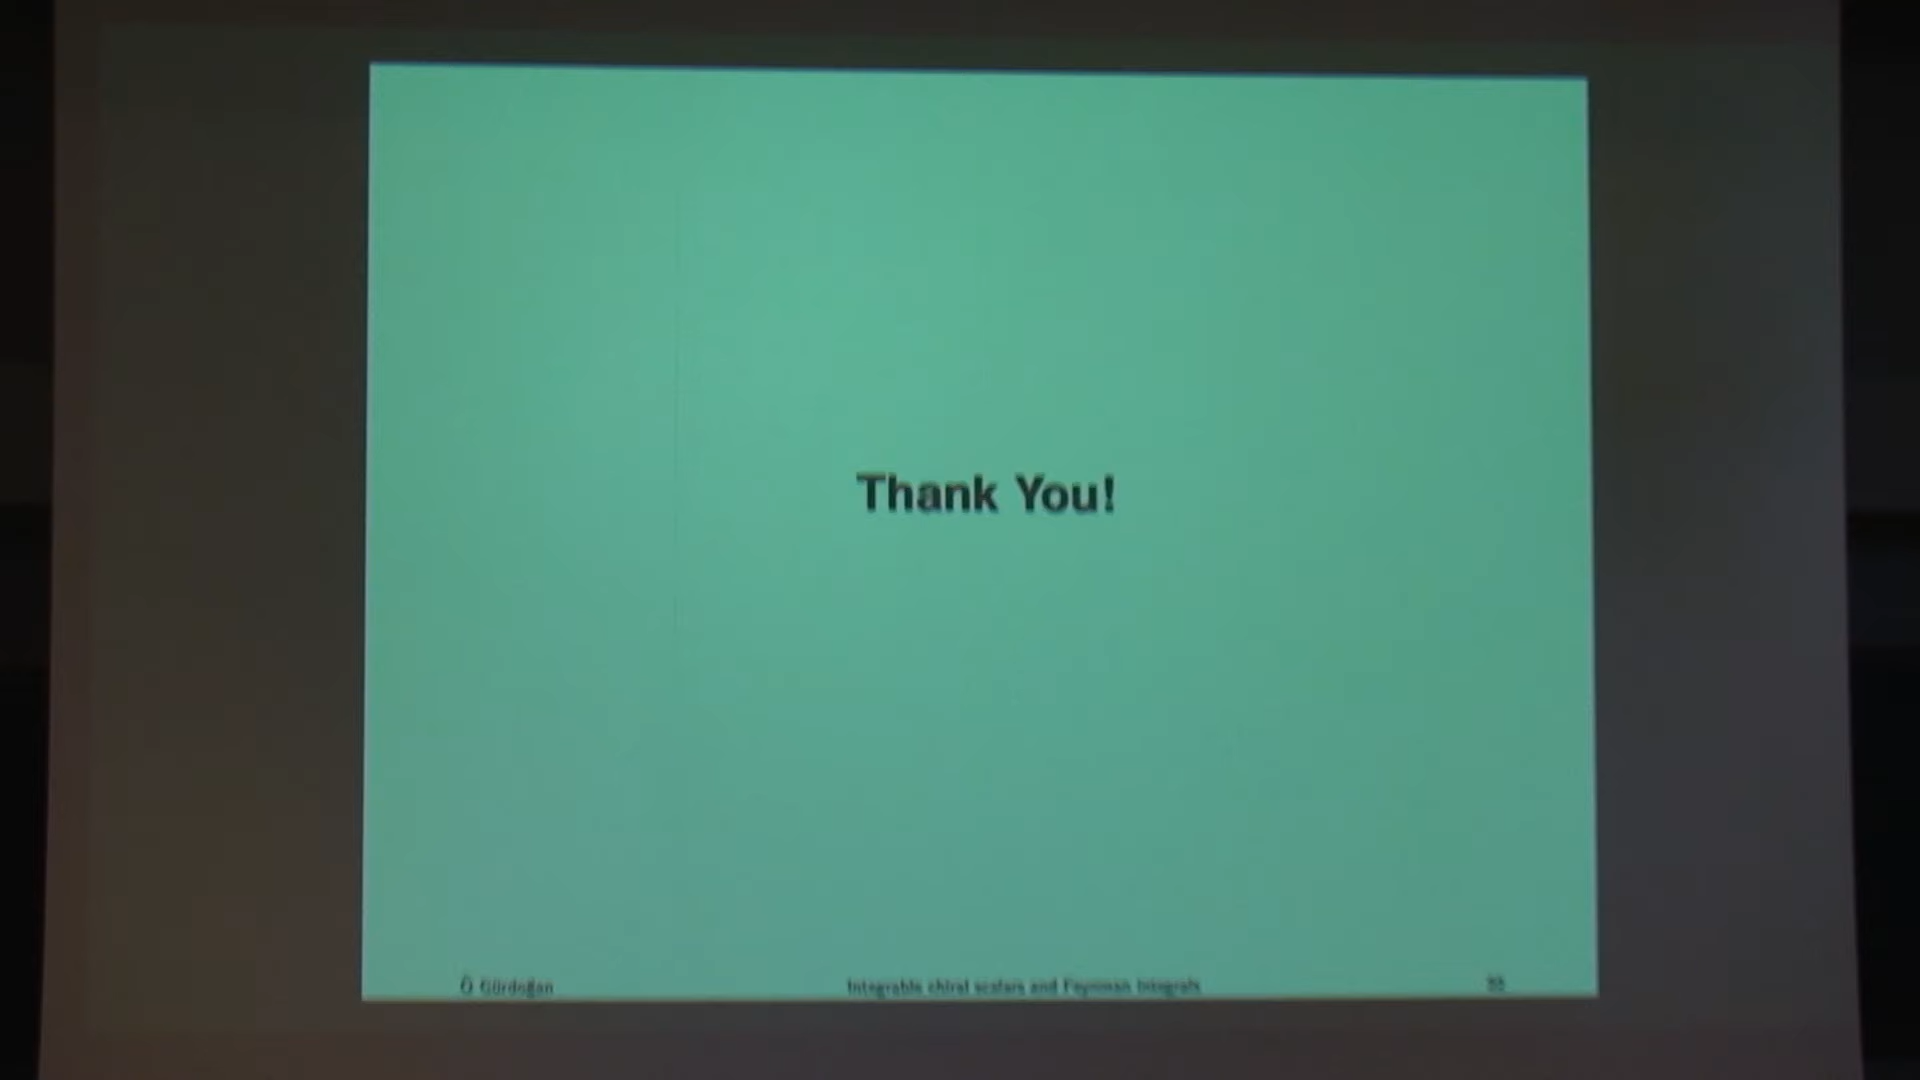 Thank You!
Ö Gürdoğan
Integrable chiral scalars and Feynman Integrals